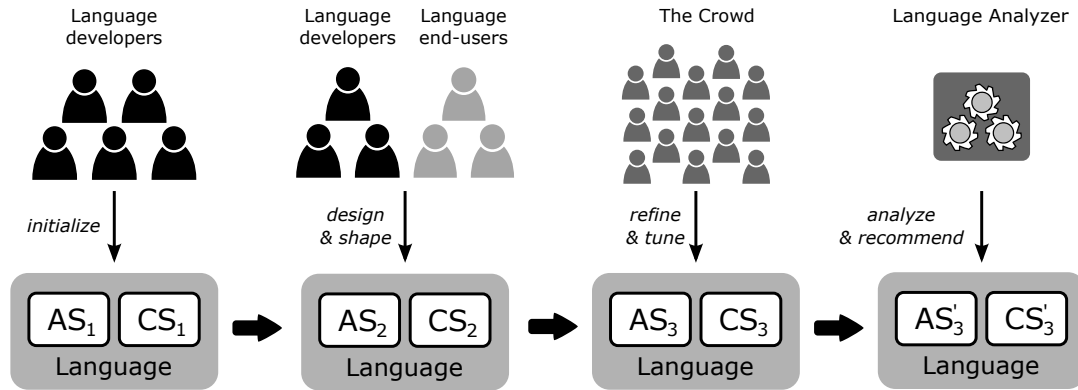 Language
developers
Language
developers
Language
end-users
The Crowd
Language Analyzer
initialize
design
& shape
refine
& tune
analyze
& recommend
AS1 CS1
Language
AS2 CS2
Language
AS3 CS3
Language
AS'3 CS'3
Language